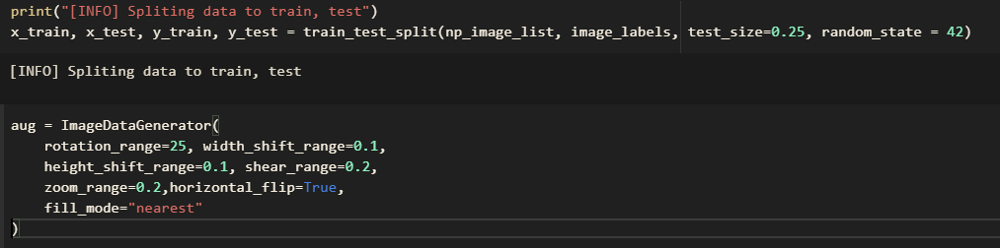 print("[INFO] Spliting data to train, test")
x_train, x_test, y_train, y_test = train_test_split(np_image_list, image_labels, test_size=0.25, random_state = 42)
[INFO] Spliting data to train, test
aug = ImageDataGenerator(
rotation_range=25, width_shift_range=0.1,
height_shift_range=0.1, shear_range=0.2,
zoom_range=0.2,horizontal_flip=True,
fill_mode="nearest"
)